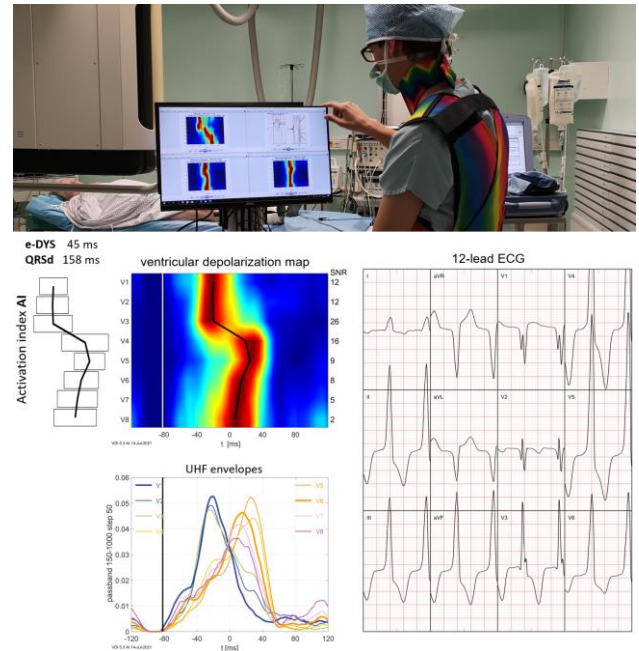 e-DYS 45 ms
QRSd 158 ms
ventricular depolarization map
12-lead ECG
SNR
Activation index AI
V1 12
V2 12
V3 26
V4 16
V5 9
V6 8
V7 5
V8 2
-80 -40 0 40 80
t [ms]
I aVR V1 V4
II aVL V2 V5
III aVF V3 V6
UHF envelopes
passband 150-1000 step 50
0.06
0.05
0.04
0.03
0.02
0.01
0
V5
V6
V7
V8
-120 -80 -40 0 40 80 120
t [ms]